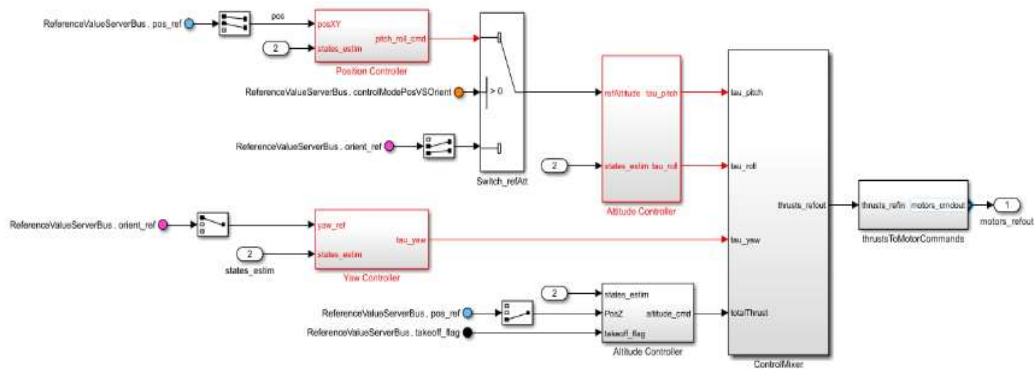 pos
ReferenceValueServerBus . pos_ref
posXY
pitch_roll_cmd
2
states_estim
Position Controller
ReferenceValueServerBus . controlModePosVSOrient
> 0
refAttitude
tau_pitch
tau_pitch
ReferenceValueServerBus . orient_ref
2
states_estim
tau_roll
tau_roll
Switch_refAtt
Attitude Controller
thrusts_refout
thrusts_refin
motors_cmdout
1
motors_refout
thrustsToMotorCommands
ReferenceValueServerBus . orient_ref
yaw_ref
tau_yaw
tau_yaw
2
states_estim
states_estim
Yaw Controller
2
states_estim
ReferenceValueServerBus . pos_ref
PosZ
altitude_cmd
totalThrust
ReferenceValueServerBus . takeoff_flag
takeoff_flag
Altitude Controller
ControlMixer